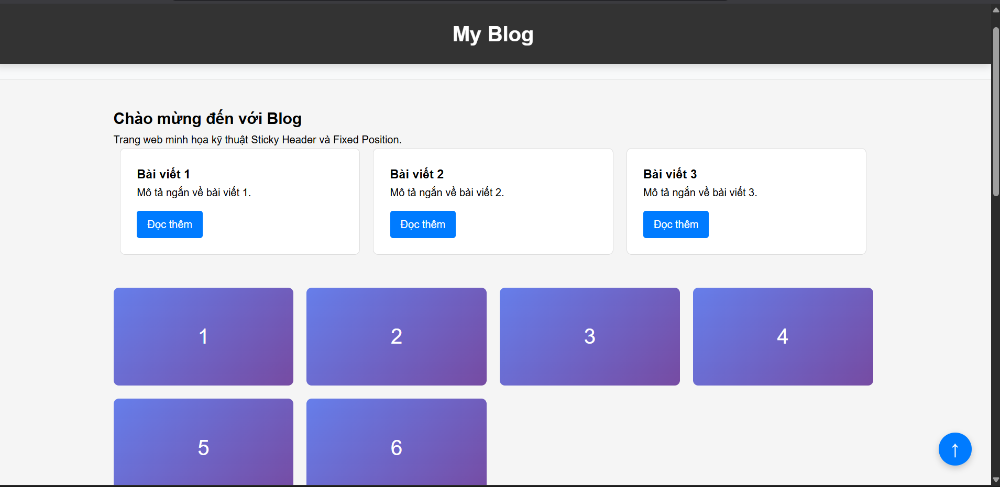 My Blog
Chào mừng đến với Blog
Trang web minh họa kỹ thuật Sticky Header và Fixed Position.
Bài viết 1
Mô tả ngắn về bài viết 1.
Đọc thêm
Bài viết 2
Mô tả ngắn về bài viết 2.
Đọc thêm
Bài viết 3
Mô tả ngắn về bài viết 3.
Đọc thêm
1
2
3
4
5
6
↑